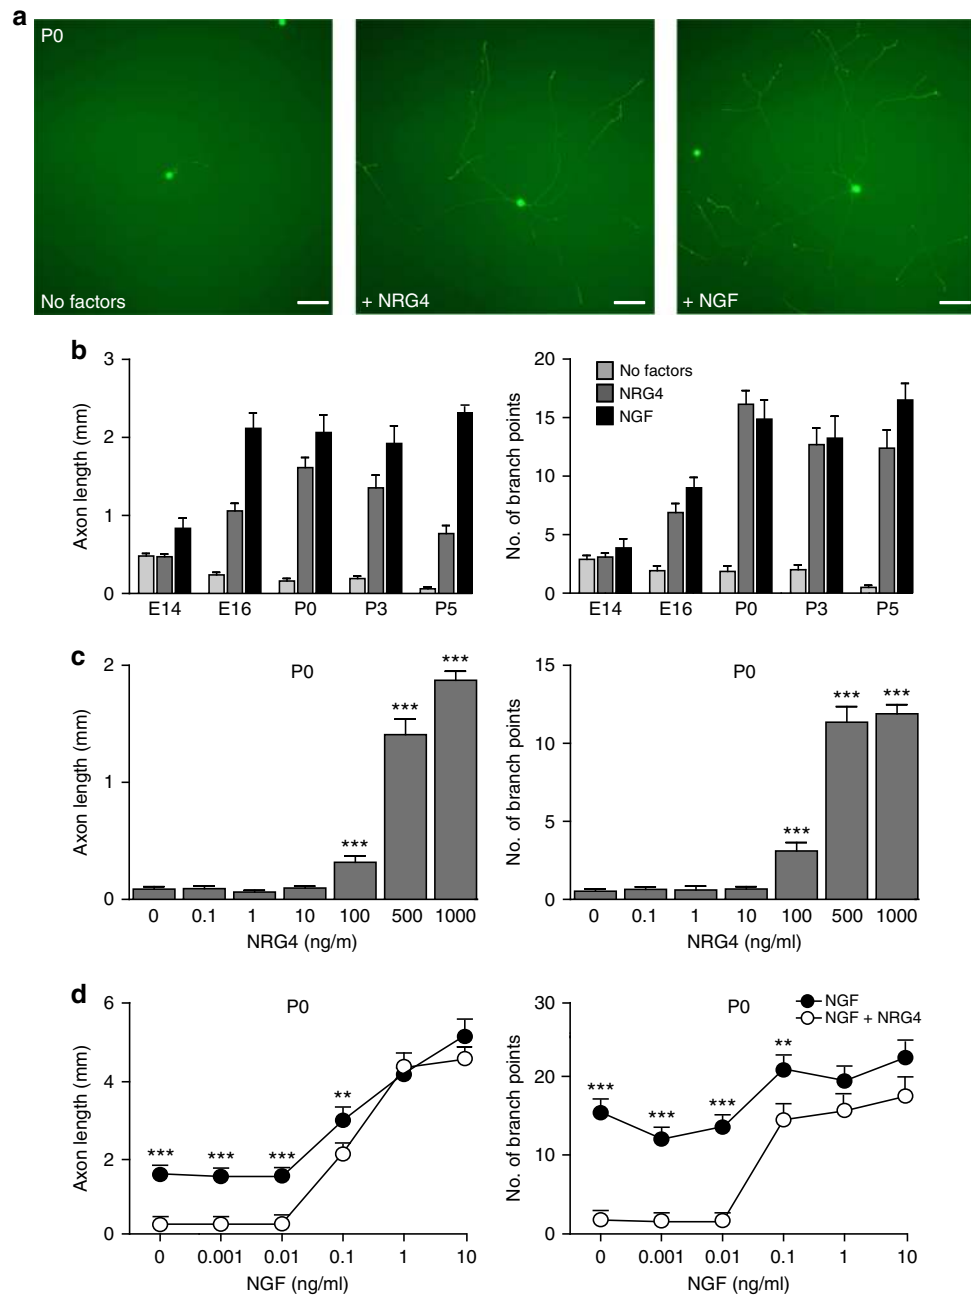 a
P0
No factors
+ NRG4
+ NGF
b
Axon length (mm)
3
2
1
0
E14 E16 P0 P3 P5
No. of branch points
20
15
10
5
0
No factors
NRG4
NGF
E14 E16 P0 P3 P5
c
P0
Axon length (mm)
2
1
0
***
***
***
0 0.1 1 10 100 500 1000
NRG4 (ng/m)
P0
No. of branch points
15
10
5
0
***
***
***
0 0.1 1 10 100 500 1000
NRG4 (ng/ml)
d
P0
Axon length (mm)
6
4
2
0
*** *** *** **
0 0.001 0.01 0.1 1 10
NGF (ng/ml)
P0
No. of branch points
30
20
10
0
NGF
NGF + NRG4
*** *** *** **
0 0.001 0.01 0.1 1 10
NGF (ng/ml)